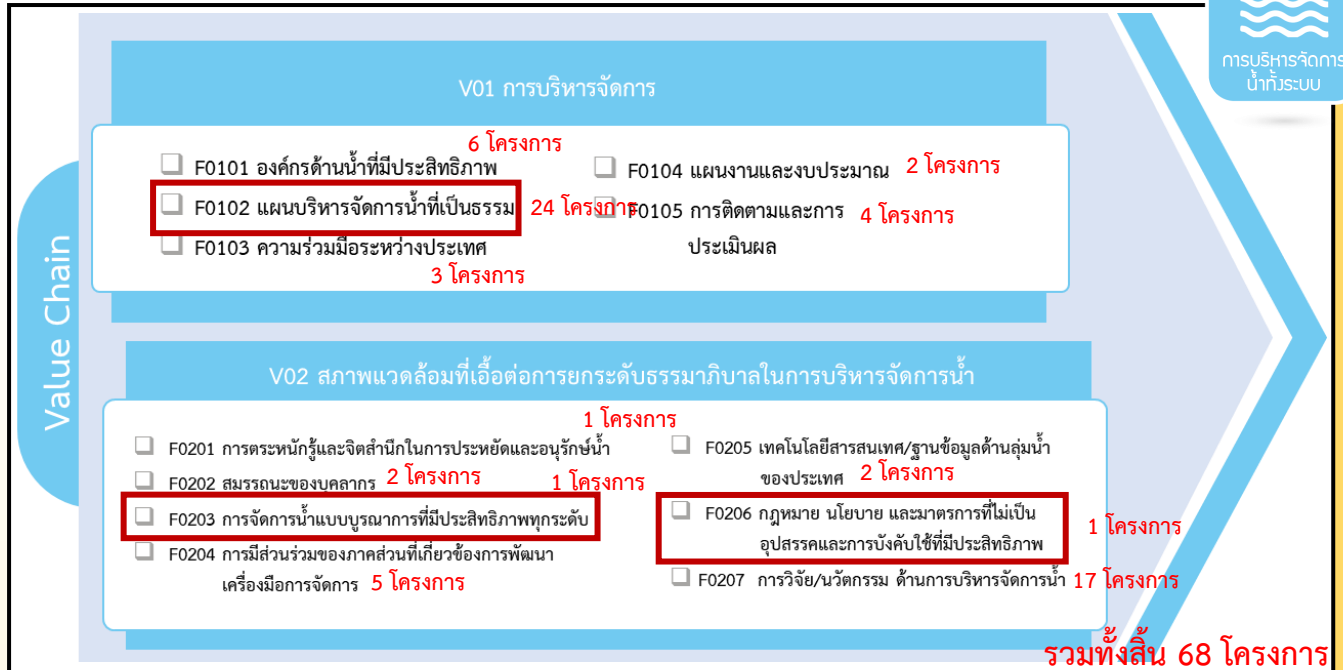 การบริหารจัดการ
น้ำทั้งระบบ
Value Chain
V01 การบริหารจัดการ
6 โครงการ
F0101 องค์กรด้านน้ำที่มีประสิทธิภาพ
F0102 แผนบริหารจัดการน้ำที่เป็นธรรม 24 โครงการ
F0103 ความร่วมมือระหว่างประเทศ
3 โครงการ
F0104 แผนงานและงบประมาณ 2 โครงการ
F0105 การติดตามและการ 4 โครงการ
ประเมินผล
V02 สภาพแวดล้อมที่เอื้อต่อการยกระดับธรรมาภิบาลในการบริหารจัดการน้ำ
1 โครงการ
F0201 การตระหนักรู้และจิตสำนึกในการประหยัดและอนุรักษ์น้ำ
F0202 สมรรถนะของบุคลากร 2 โครงการ
1 โครงการ
F0203 การจัดการน้ำแบบบูรณาการที่มีประสิทธิภาพทุกระดับ
F0204 การมีส่วนร่วมของภาคส่วนที่เกี่ยวข้องการพัฒนา
เครื่องมือการจัดการ 5 โครงการ
F0205 เทคโนโลยีสารสนเทศ/ฐานข้อมูลด้านลุ่มน้ำ
ของประเทศ 2 โครงการ
F0206 กฎหมาย นโยบาย และมาตรการที่ไม่เป็น
อุปสรรคและการบังคับใช้ที่มีประสิทธิภาพ 1 โครงการ
F0207 การวิจัย/นวัตกรรม ด้านการบริหารจัดการน้ำ 17 โครงการ
รวมทั้งสิ้น 68 โครงการ